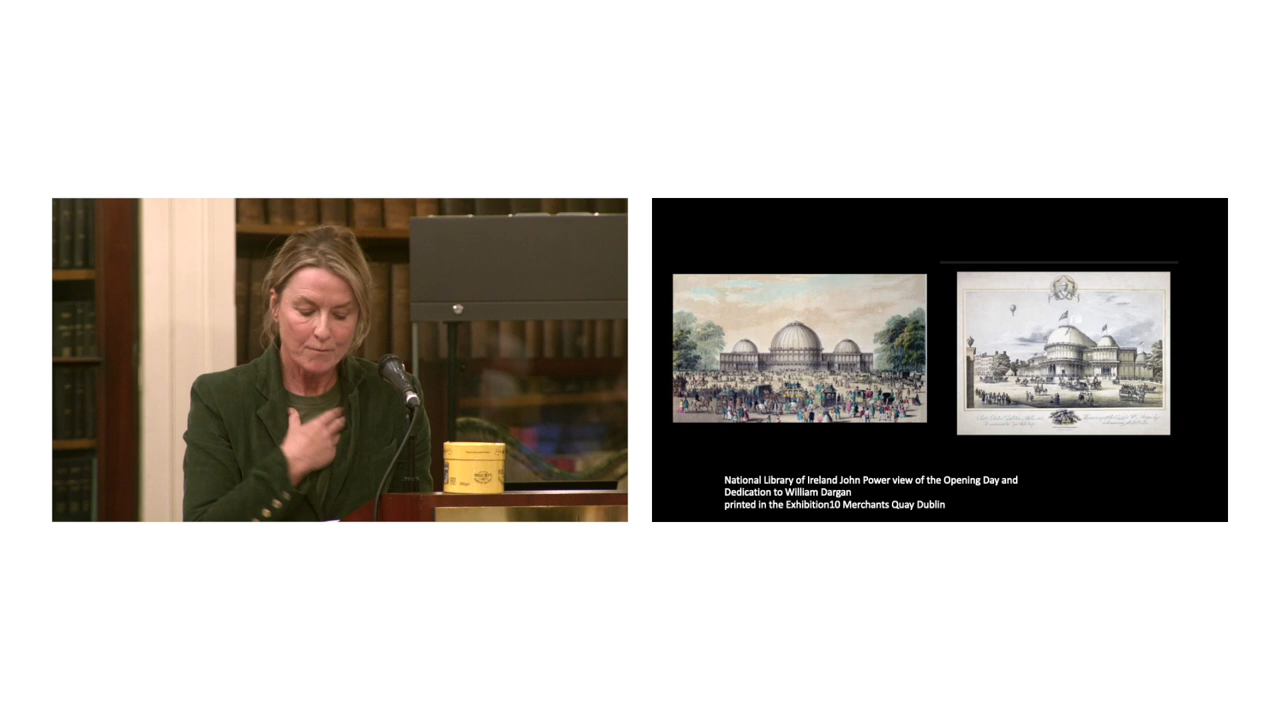 National Library of Ireland John Power view of the Opening Day and
Dedication to William Dargan
printed in the Exhibition10 Merchants Quay Dublin